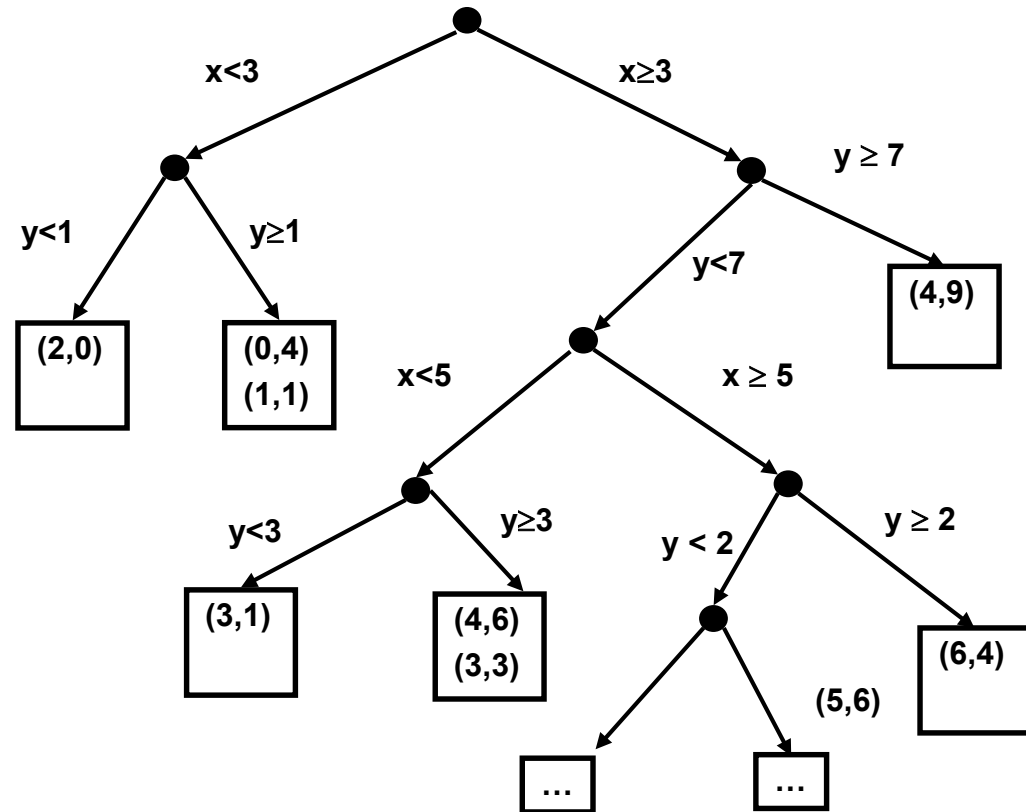 x<3
x≥3
y ≥ 7
y<1
y≥1
y<7
(4,9)
(2,0)
(0,4)
(1,1)
x<5
x ≥ 5
y<3
y≥3
y < 2
y ≥ 2
(3,1)
(4,6)
(3,3)
(6,4)
(5,6)
...
...